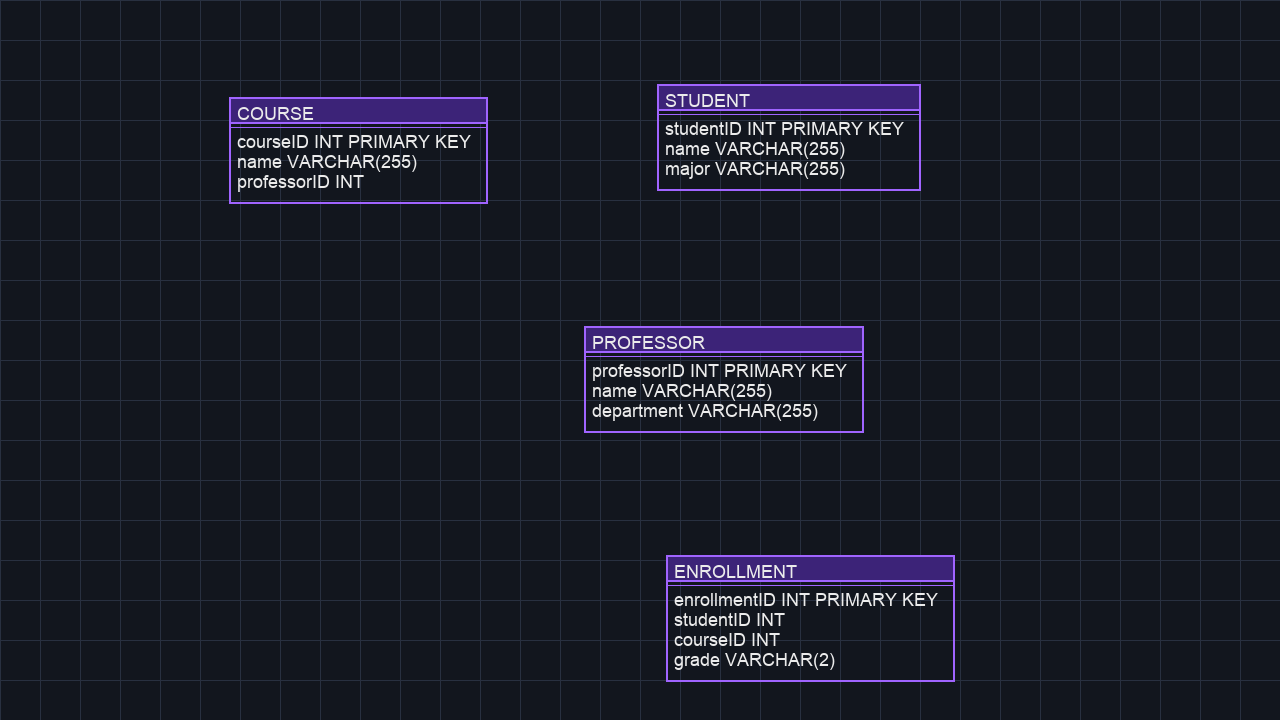 COURSE
courseID INT PRIMARY KEY
name VARCHAR(255)
professorID INT
STUDENT
studentID INT PRIMARY KEY
name VARCHAR(255)
major VARCHAR(255)
PROFESSOR
professorID INT PRIMARY KEY
name VARCHAR(255)
department VARCHAR(255)
ENROLLMENT
enrollmentID INT PRIMARY KEY
studentID INT
courseID INT
grade VARCHAR(2)